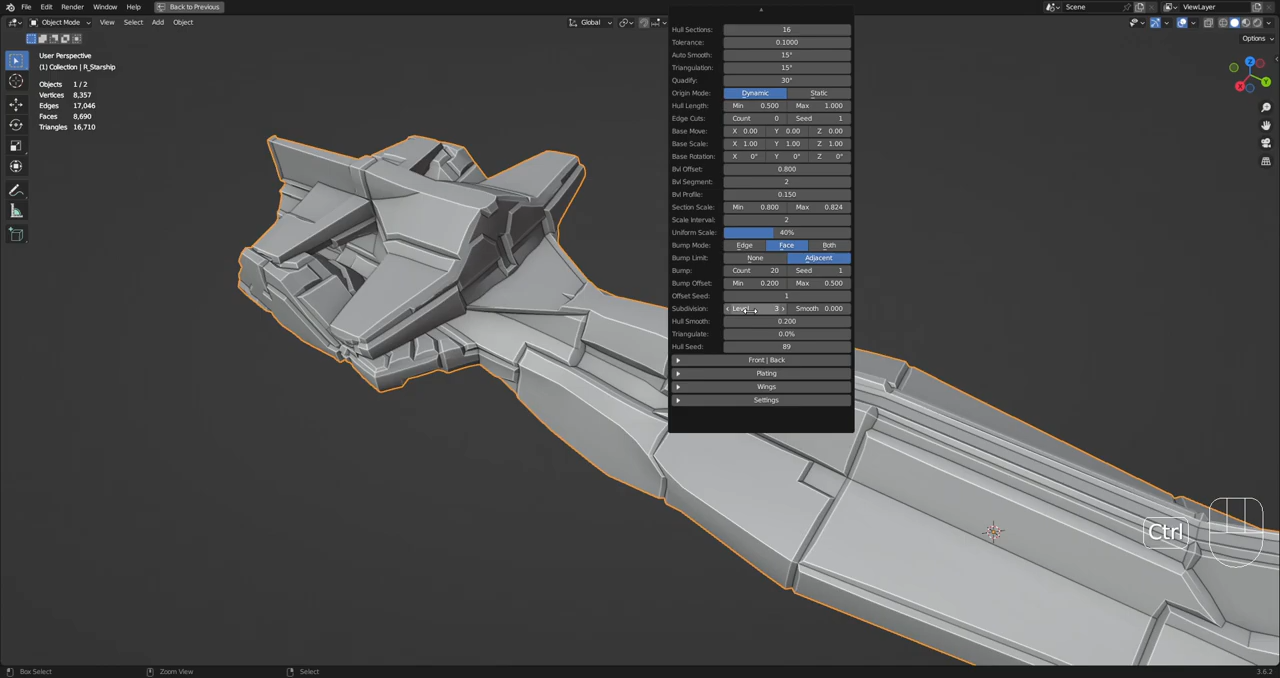 File Edit Render Window Help Back to Previous Scene ViewLayer
Object Mode View Select Add Object Global
Options
User Perspective
(1) Collection | R_Starship
Objects 1 / 2
Vertices 8,357
Edges 17,046
Faces 8,690
Triangles 16,710
Hull Sections: 16
Tolerance: 0.1000
Auto Smooth: 15°
Triangulation: 15°
Quadify: 30°
Origin Mode: Dynamic Static
Hull Length: Min 0.500 Max 1.000
Edge Cuts: Count 0 Seed 1
Base Move: X 0.00 Y 0.00 Z 0.00
Base Scale: X 1.00 Y 1.00 Z 1.00
Base Rotation: X 0° Y 0° Z 0°
Bvl Offset: 0.800
Bvl Segment: 2
Bvl Profile: 0.150
Section Scale: Min 0.800 Max 0.824
Scale Interval: 2
Uniform Scale: 40%
Bump Mode: Edge Face Both
Bump Limit: None Adjacent
Bump: Count 20 Seed 1
Bump Offset: Min 0.200 Max 0.500
Offset Seed: 1
Subdivision: Level 3 Smooth 0.000
Hull Smooth: 0.200
Triangulate: 0.0%
Hull Seed: 89
Front | Back
Plating
Wings
Settings
Z
Y
X
Ctrl
Box Select Zoom View Select 3.6.2